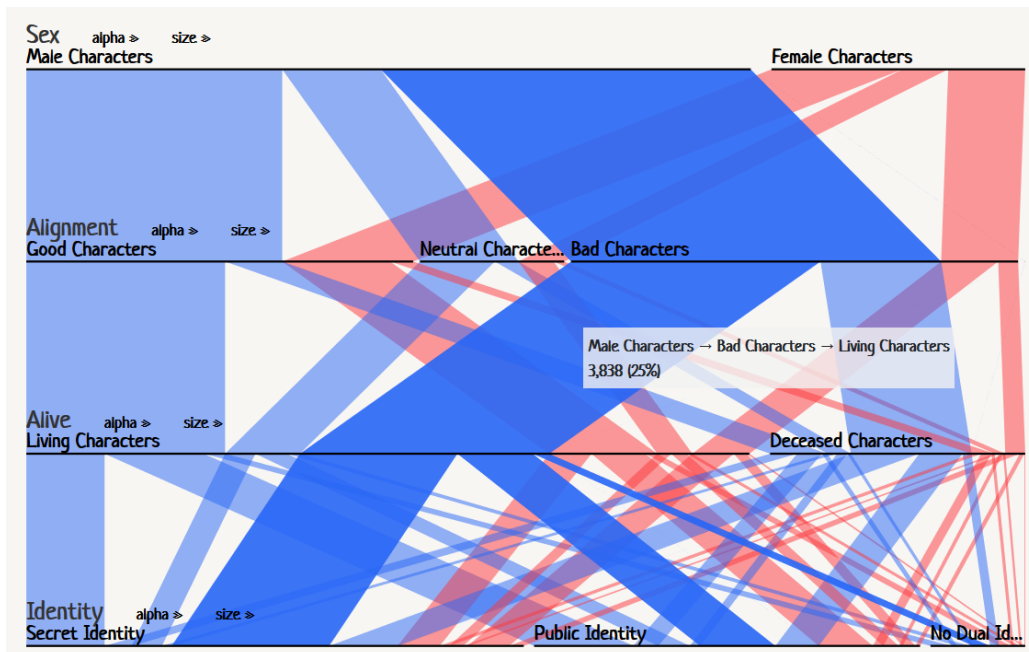 Sex alpha » size »
Male Characters Female Characters
Alignment alpha » size »
Good Characters Neutral Characte... Bad Characters
Male Characters → Bad Characters → Living Characters
3,838 (25%)
Alive alpha » size »
Living Characters Deceased Characters
Identity alpha » size »
Secret Identity Public Identity No Dual Id...